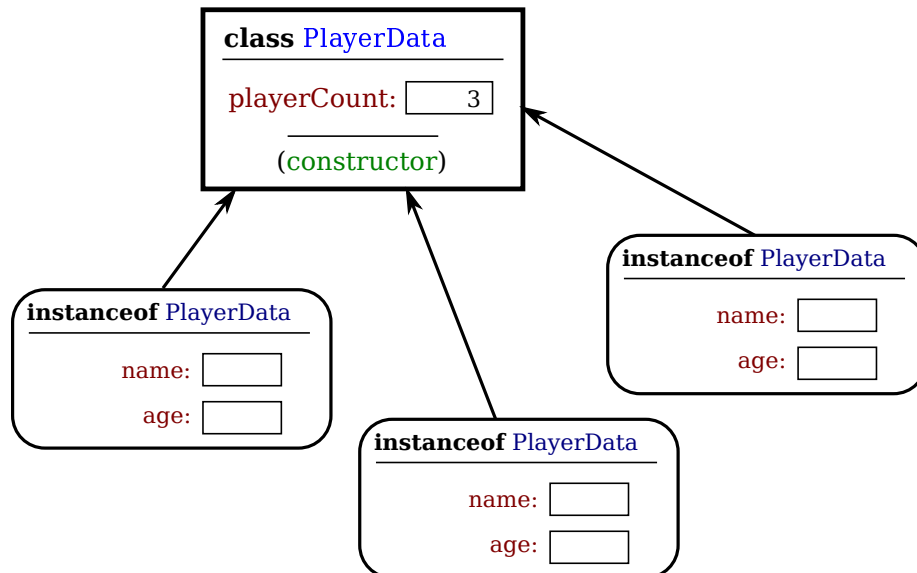 class PlayerData
playerCount: 3
(constructor)
instanceof PlayerData
name:
age:
instanceof PlayerData
name:
age:
instanceof PlayerData
name:
age: